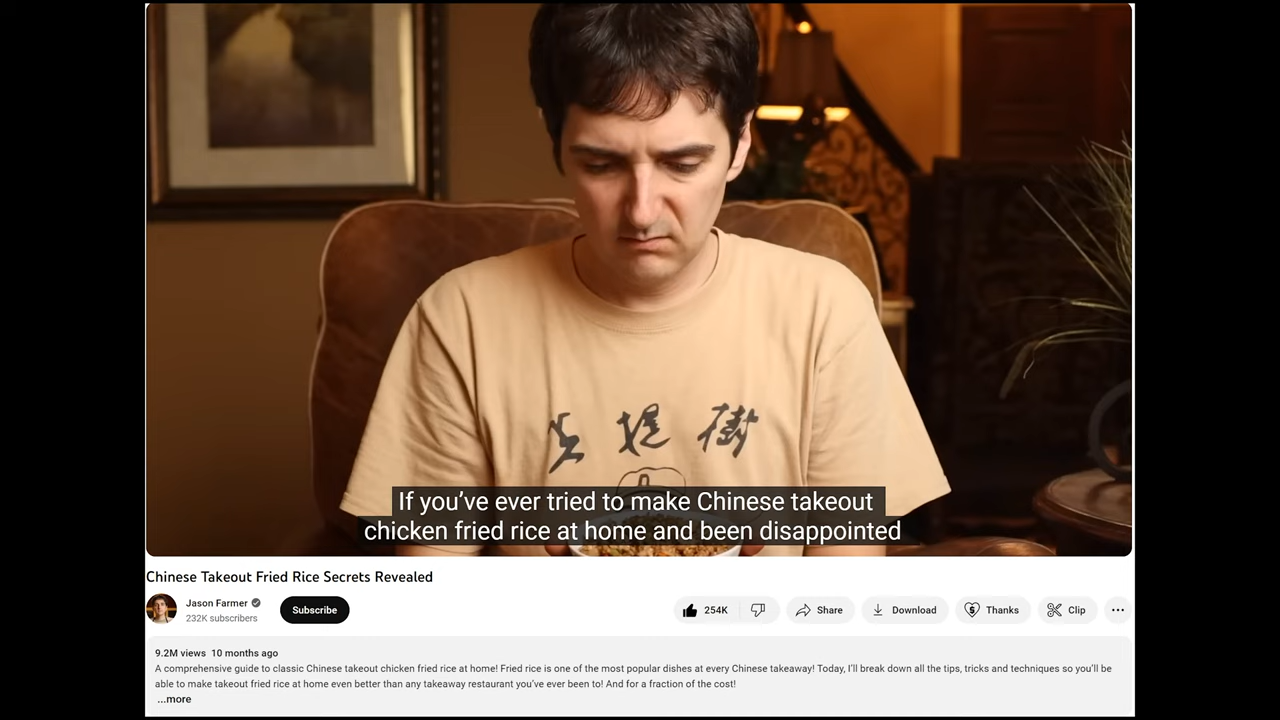 菩提樹
If you’ve ever tried to make Chinese takeout
chicken fried rice at home and been disappointed
Chinese Takeout Fried Rice Secrets Revealed
Jason Farmer
232K subscribers
Subscribe
254K
Share
Download
Thanks
Clip
9.2M views 10 months ago
A comprehensive guide to classic Chinese takeout chicken fried rice at home! Fried rice is one of the most popular dishes at every Chinese takeaway! Today, I’ll break down all the tips, tricks and techniques so you’ll be
able to make takeout fried rice at home even better than any takeaway restaurant you’ve ever been to! And for a fraction of the cost!
...more